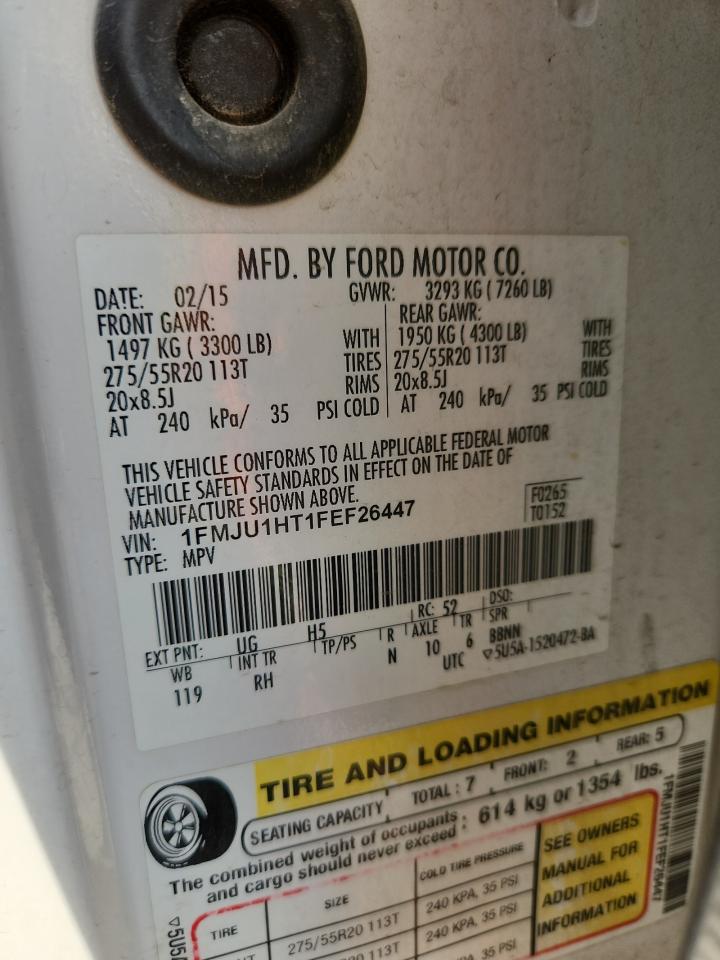 MFD. BY FORD MOTOR CO.
DATE: 02/15 GVWR: 3293 KG ( 7260 LB)
FRONT GAWR: REAR GAWR:
1497 KG ( 3300 LB) WITH 1950 KG ( 4300 LB) WITH
275/55R20 113T TIRES 275/55R20 113T TIRES
20x8.5J RIMS 20x8.5J RIMS
AT 240 kPa/ 35 PSI COLD AT 240 kPa/ 35 PSI COLD
THIS VEHICLE CONFORMS TO ALL APPLICABLE FEDERAL MOTOR
VEHICLE SAFETY STANDARDS IN EFFECT ON THE DATE OF
MANUFACTURE SHOWN ABOVE.
F0265
VIN: 1FMJU1HT1FEF26447 T0152
TYPE: MPV
EXT PNT: UG H5 RC: 52 DSO:
WB INT TR TP/PS R AXLE TR SPR
119 RH N 10 6 BBNN
UTC ▽5U5A-1520472-BA
TIRE AND LOADING INFORMATION
SEATING CAPACITY TOTAL : 7 FRONT: 2 REAR: 5
The combined weight of occupants : 614 kg or 1354 lbs.
and cargo should never exceed
TIRE SIZE COLD TIRE PRESSURE
275/55R20 113T 240 KPA, 35 PSI
113T 240 KPA, 35 PSI
35 PSI
SEE OWNERS
MANUAL FOR
ADDITIONAL
INFORMATION
1FMJU1HT1FEF26447